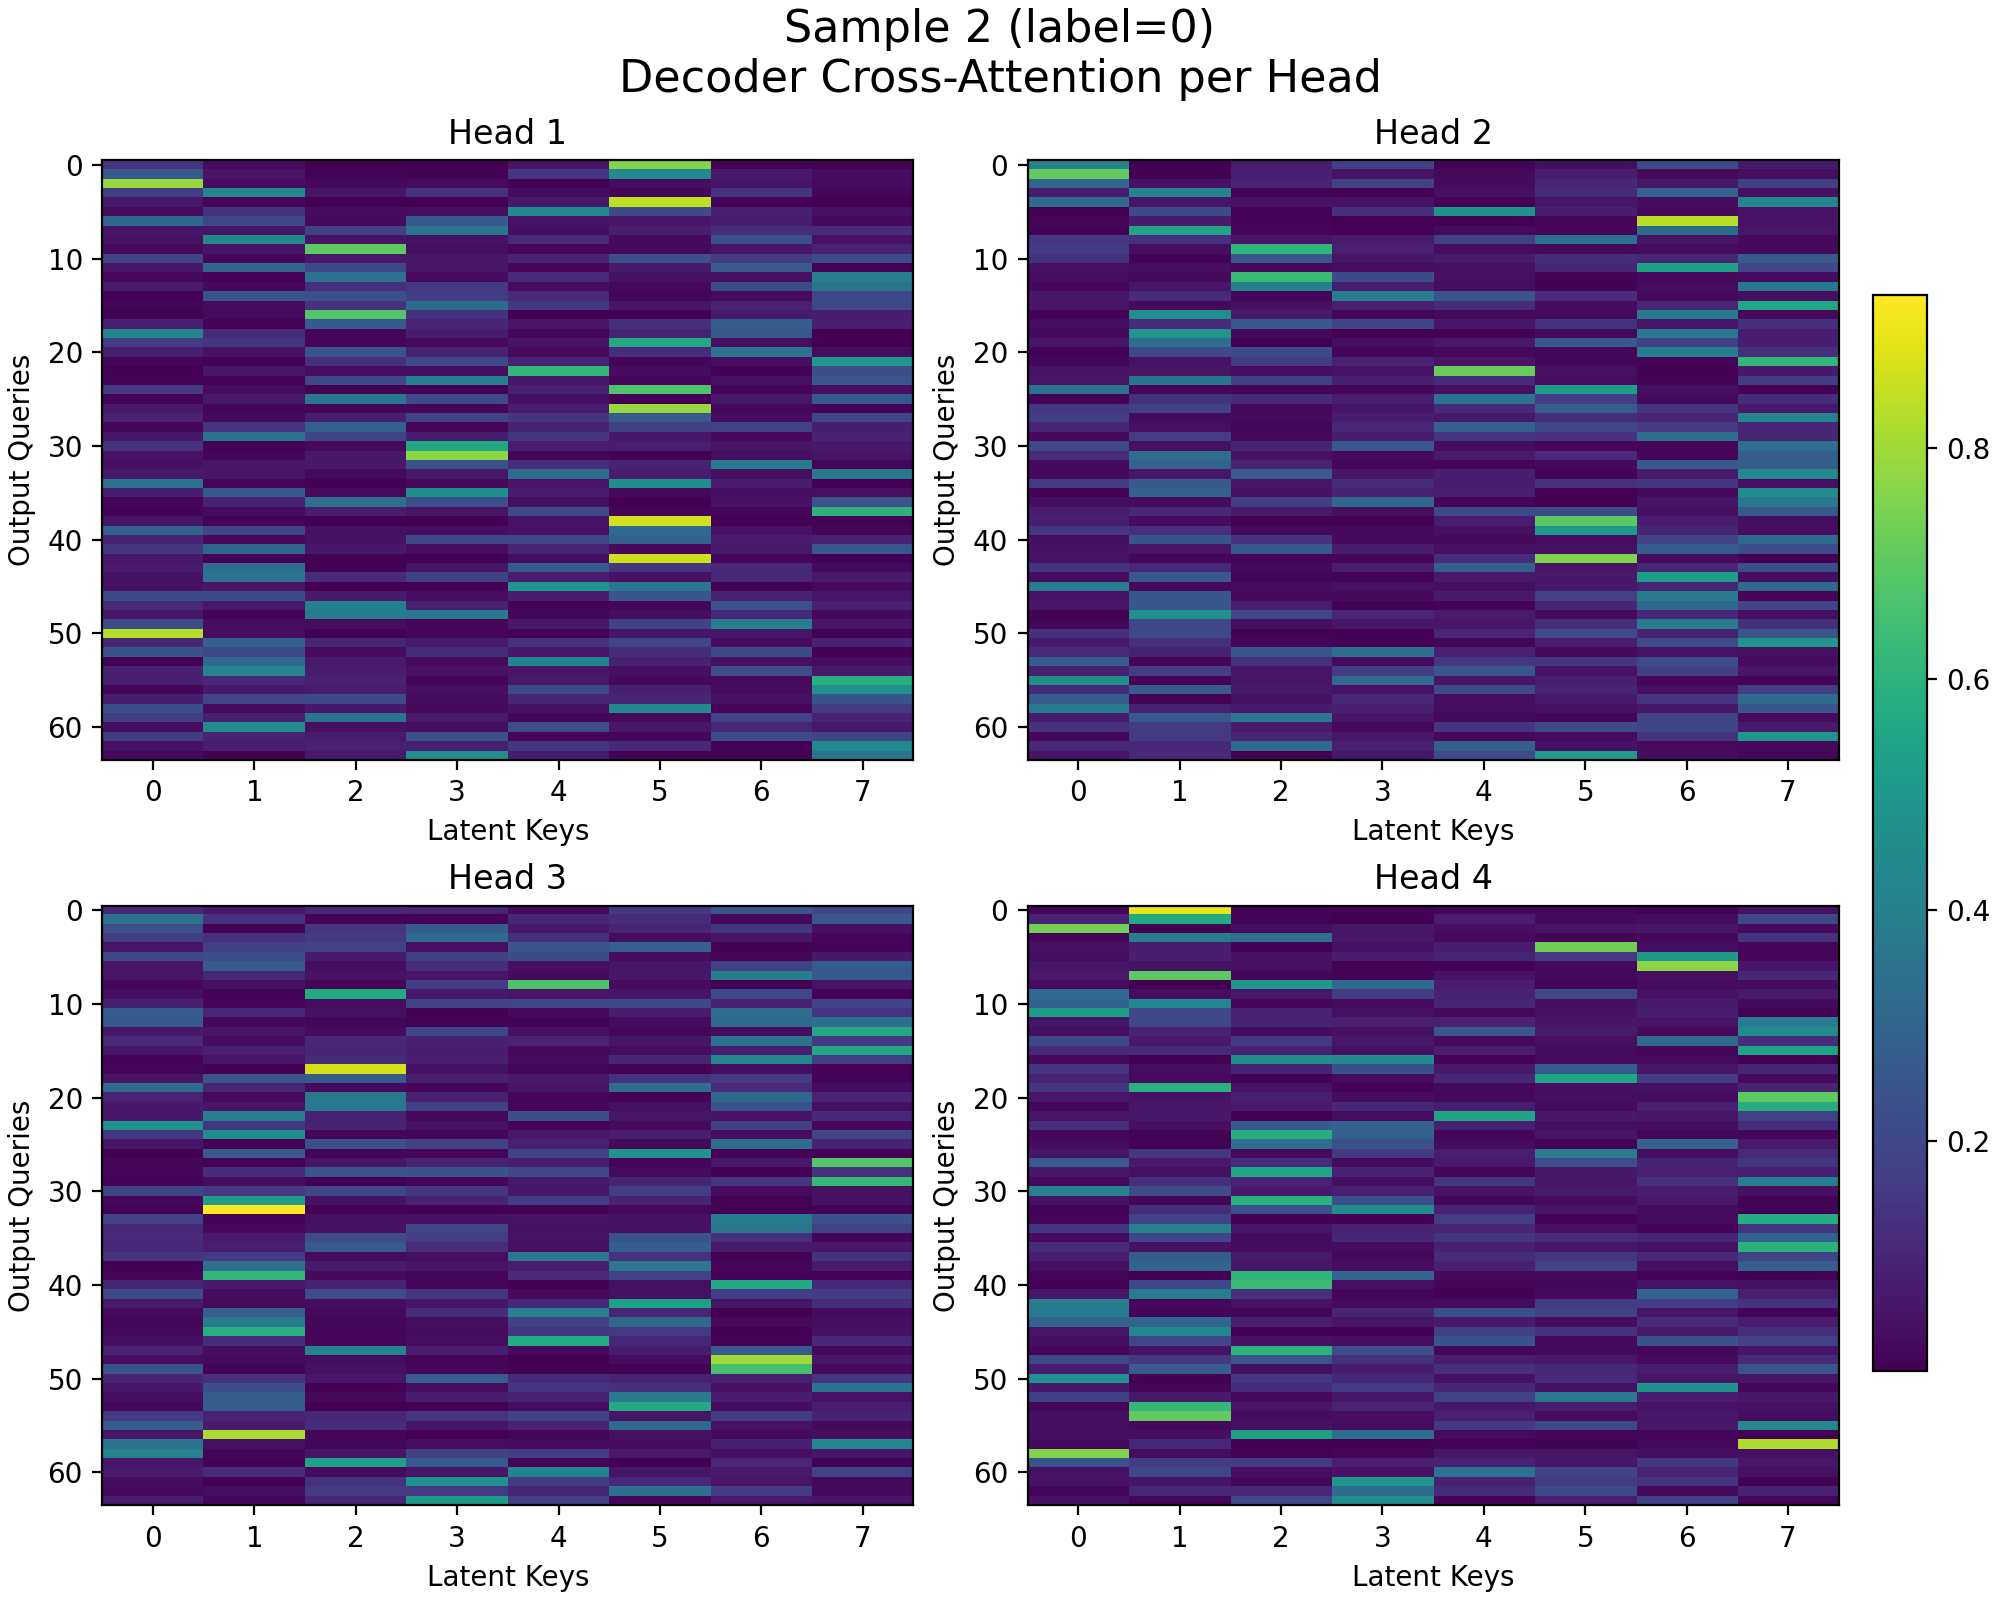 Sample 2 (label=0)
Decoder Cross-Attention per Head
Head 1
0
10
20
30
40
50
60
Output Queries
0 1 2 3 4 5 6 7
Latent Keys
Head 2
0
10
20
30
40
50
60
Output Queries
0 1 2 3 4 5 6 7
Latent Keys
Head 3
0
10
20
30
40
50
60
Output Queries
0 1 2 3 4 5 6 7
Latent Keys
Head 4
0
10
20
30
40
50
60
Output Queries
0 1 2 3 4 5 6 7
Latent Keys
0.8
0.6
0.4
0.2